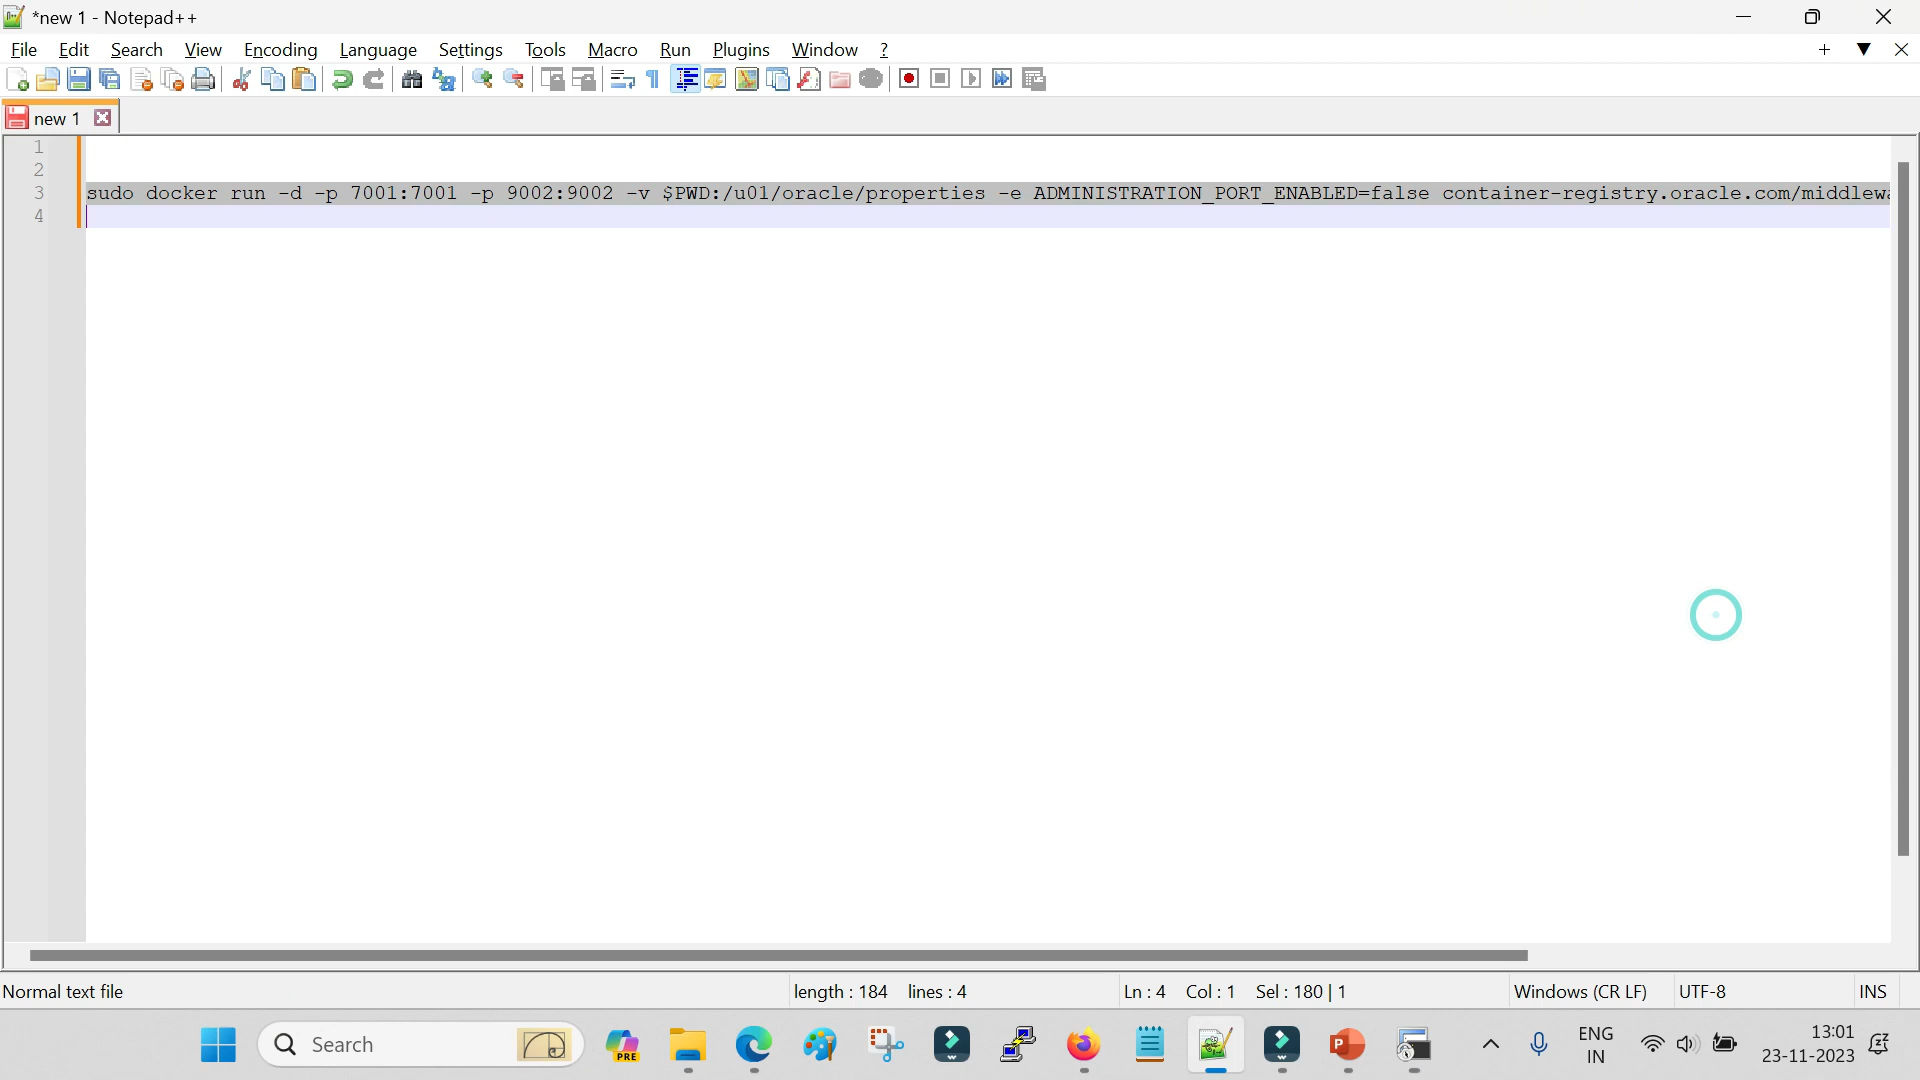 *new 1 - Notepad++
File Edit Search View Encoding Language Settings Tools Macro Run Plugins Window ?
new 1
1
2
3 sudo docker run -d -p 7001:7001 -p 9002:9002 -v $PWD:/u01/oracle/properties -e ADMINISTRATION_PORT_ENABLED=false container-registry.oracle.com/middlewa
4
Normal text file length : 184 lines : 4 Ln : 4 Col : 1 Sel : 180 | 1 Windows (CR LF) UTF-8 INS
Search
PRE
ENG
IN
13:01
23-11-2023